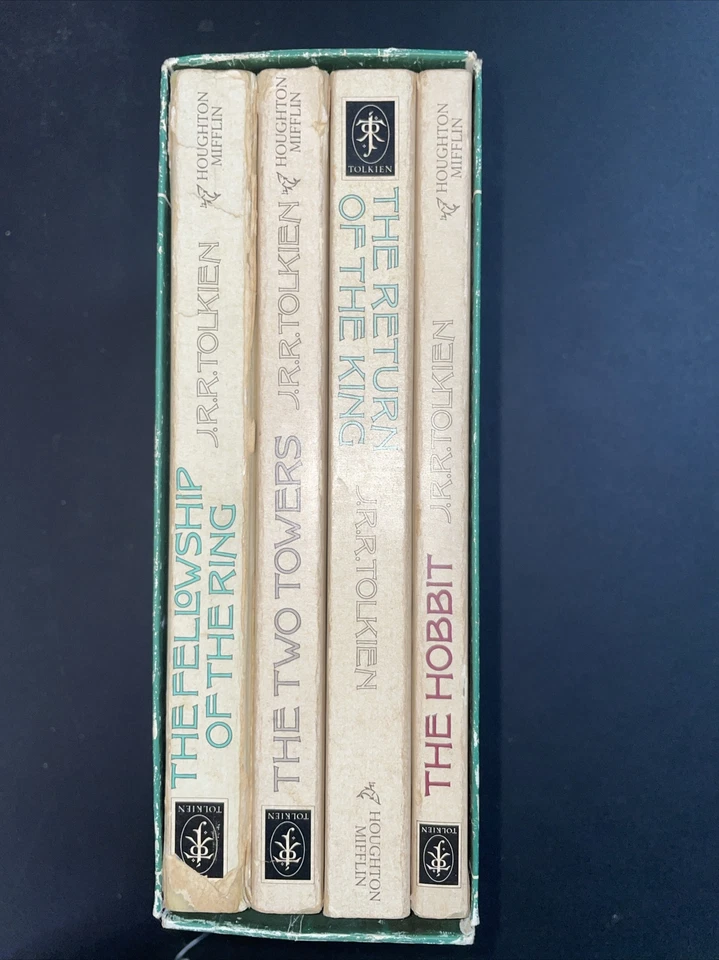 HOUGHTON
MIFFLIN
J.R.R. TOLKIEN
THE FELLOWSHIP
OF THE RING
TOLKIEN
HOUGHTON
MIFFLIN
J.R.R. TOLKIEN
THE TWO TOWERS
TOLKIEN
TOLKIEN
THE RETURN
OF THE KING
J.R.R. TOLKIEN
HOUGHTON
MIFFLIN
HOUGHTON
MIFFLIN
J.R.R. TOLKIEN
THE HOBBIT
TOLKIEN